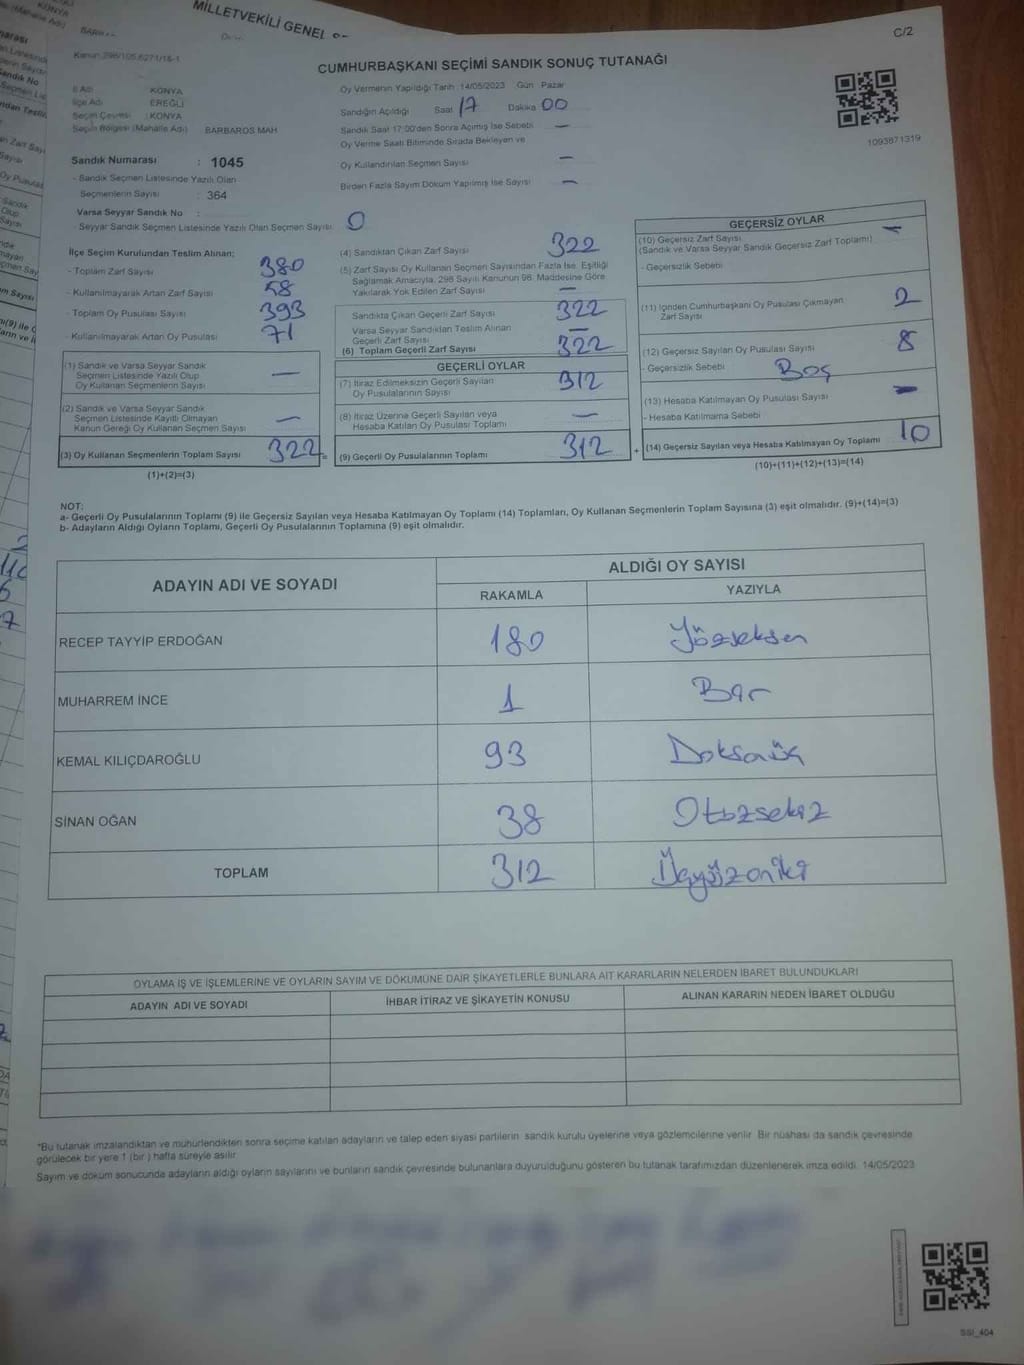 MİLLETVEKİLİ GENEL
C/2
Kanun:298/105,6271/18-1
CUMHURBAŞKANI SEÇİMİ SANDIK SONUÇ TUTANAĞI
İl Adı KONYA
İlçe Adı EREĞLİ
Seçim Çevresi : KONYA
Seçim Bölgesi (Mahalle Adı) BARBAROS MAH
Oy Vermenin Yapıldığı Tarih :14/05/2023 Gün Pazar
Sandığın Açıldığı Saat 17 Dakika 00
Sandık Saat 17:00'den Sonra Açımış İse Sebebi —
Oy Verme Saati Bitiminde Sırada Bekleyen ve
Oy Kullandırılan Seçmen Sayısı —
Birden Fazla Sayım Döküm Yapılmış İse Sayısı —
1093871319
Sandık Numarası : 1045
- Sandık Seçmen Listesinde Yazılı Olan
Seçmenlerin Sayısı : 364
Varsa Seyyar Sandık No :
- Seyyar Sandık Seçmen Listesinde Yazılı Olan Seçmen Sayısı 0
İlçe Seçim Kurulundan Teslim Alınan;
- Toplam Zarf Sayısı 380
- Kullanılmayarak Artan Zarf Sayısı 58
- Toplam Oy Pusulası Sayısı 393
- Kullanılmayarak Artan Oy Pusulası 71
(1) Sandık ve Varsa Seyyar Sandık
Seçmen Listesinde Yazılı Olup
Oy Kullanan Seçmenlerin Sayısı —
(2) Sandık ve Varsa Seyyar Sandık
Seçmen Listesinde Kayıtlı Olmayan
Kanun Gereği Oy Kullanan Seçmen Sayısı —
(3) Oy Kullanan Seçmenlerin Toplam Sayısı 322 =
(1)+(2)=(3)
(4) Sandıktan Çıkan Zarf Sayısı 322
(5) Zarf Sayısı Oy Kullanan Seçmen Sayısından Fazla İse, Eşitliği
Sağlamak Amacıyla, 298 Sayılı Kanunun 98. Maddesine Göre
Yakılarak Yok Edilen Zarf Sayısı —
Sandıkta Çıkan Geçerli Zarf Sayısı 322
Varsa Seyyar Sandıktan Teslim Alınan
Geçerli Zarf Sayısı —
(6) Toplam Geçerli Zarf Sayısı 322
GEÇERLİ OYLAR
(7) İtiraz Edilmeksizin Geçerli Sayılan
Oy Pusulalarının Sayısı 312
(8) İtiraz Üzerine Geçerli Sayılan veya
Hesaba Katılan Oy Pusulası Toplamı —
(9) Geçerli Oy Pusulalarının Toplamı 312 +
GEÇERSİZ OYLAR
(10) Geçersiz Zarf Sayısı —
(Sandık ve Varsa Seyyar Sandık Geçersiz Zarf Toplamı)
- Geçersizlik Sebebi
(11) İçinden Cumhurbaşkanı Oy Pusulası Çıkmayan
Zarf Sayısı 2
(12) Geçersiz Sayılan Oy Pusulası Sayısı 8
- Geçersizlik Sebebi Boş
(13) Hesaba Katılmayan Oy Pusulası Sayısı —
- Hesaba Katılmama Sebebi
(14) Geçersiz Sayılan veya Hesaba Katılmayan Oy Toplamı 10
(10)+(11)+(12)+(13)=(14)
NOT:
a- Geçerli Oy Pusulalarının Toplamı (9) ile Geçersiz Sayılan veya Hesaba Katılmayan Oy Toplamı (14) Toplamları, Oy Kullanan Seçmenlerin Toplam Sayısına (3) eşit olmalıdır. (9)+(14)=(3)
b- Adayların Aldığı Oyların Toplamı, Geçerli Oy Pusulalarının Toplamına (9) eşit olmalıdır.
ADAYIN ADI VE SOYADI ALDIĞI OY SAYISI
RAKAMLA YAZIYLA
RECEP TAYYİP ERDOĞAN 180 Yüzseksen
MUHARREM İNCE 1 Bir
KEMAL KILIÇDAROĞLU 93 Doksanüç
SİNAN OĞAN 38 Otuzsekiz
TOPLAM 312 Üçyüzoniki
OYLAMA İŞ VE İŞLEMLERİNE VE OYLARIN SAYIM VE DÖKÜMÜNE DAİR ŞİKAYETLERLE BUNLARA AİT KARARLARIN NELERDEN İBARET BULUNDUKLARI
ADAYIN ADI VE SOYADI İHBAR İTİRAZ VE ŞİKAYETİN KONUSU ALINAN KARARIN NEDEN İBARET OLDUĞU
*Bu tutanak imzalandıktan ve mühürlendikten sonra seçime katılan adayların ve talep eden siyasi partilerin sandık kurulu üyelerine veya gözlemcilerine verilir. Bir nüshası da sandık çevresinde
görülecek bir yere 1 (bir ) hafta süreyle asılır.
Sayım ve döküm sonucunda adayların aldığı oyların sayılarını ve bunların sandık çevresinde bulunanlara duyurulduğunu gösteren bu tutanak tarafımızdan düzenlenerek imza edildi. 14/05/2023
SSI_404